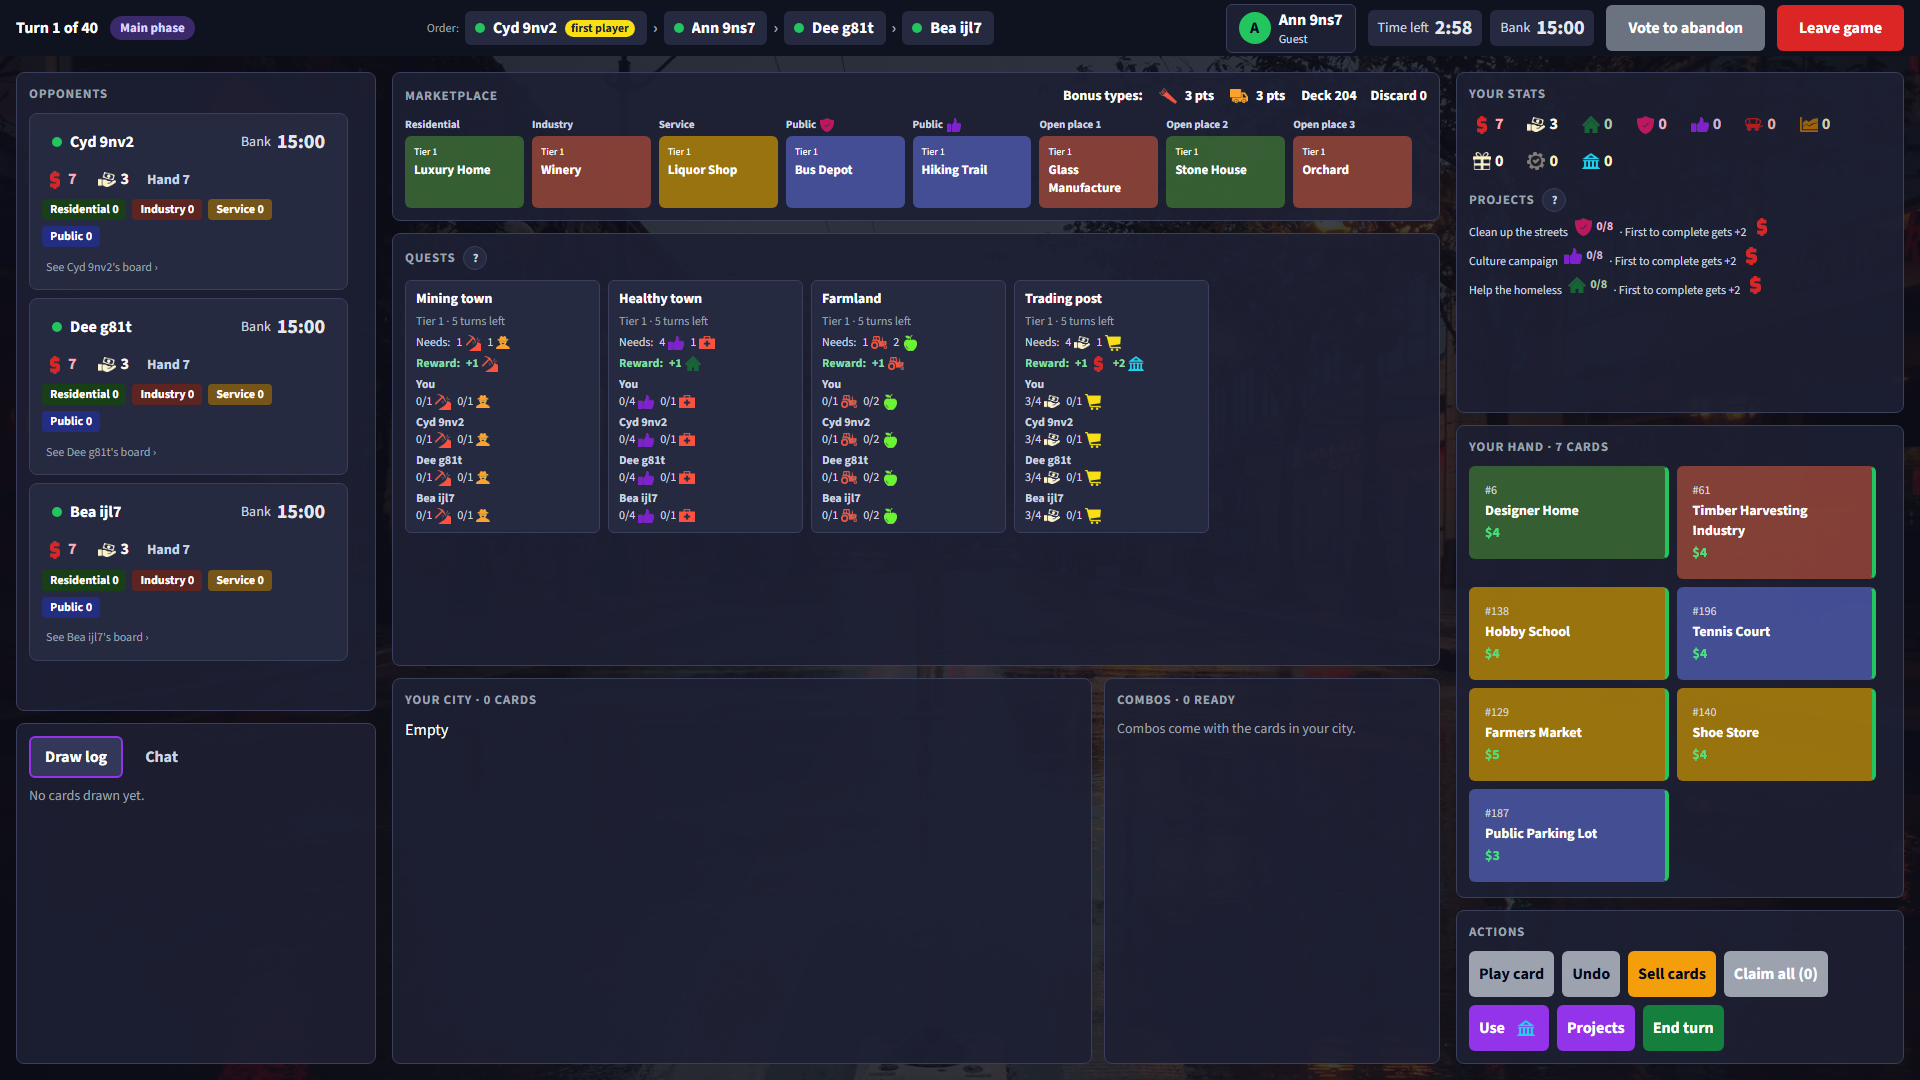 Turn 1 of 40
Main phase
Order:
Cyd 9nv2 first player › Ann 9ns7 › Dee g81t › Bea ijl7
A
Ann 9ns7
Guest
Time left 2:58
Bank 15:00
Vote to abandon
Leave game
OPPONENTS
Cyd 9nv2 Bank 15:00
7 3 Hand 7
Residential 0 Industry 0 Service 0
Public 0
See Cyd 9nv2's board ›
Dee g81t Bank 15:00
7 3 Hand 7
Residential 0 Industry 0 Service 0
Public 0
See Dee g81t's board ›
Bea ijl7 Bank 15:00
7 3 Hand 7
Residential 0 Industry 0 Service 0
Public 0
See Bea ijl7's board ›
Draw log Chat
No cards drawn yet.
MARKETPLACE
Bonus types: 3 pts 3 pts Deck 204 Discard 0
Residential
Tier 1
Luxury Home
Industry
Tier 1
Winery
Service
Tier 1
Liquor Shop
Public
Tier 1
Bus Depot
Public
Tier 1
Hiking Trail
Open place 1
Tier 1
Glass
Manufacture
Open place 2
Tier 1
Stone House
Open place 3
Tier 1
Orchard
QUESTS ?
Mining town
Tier 1 · 5 turns left
Needs: 1 1
Reward: +1
You
0/1 0/1
Cyd 9nv2
0/1 0/1
Dee g81t
0/1 0/1
Bea ijl7
0/1 0/1
Healthy town
Tier 1 · 5 turns left
Needs: 4 1
Reward: +1
You
0/4 0/1
Cyd 9nv2
0/4 0/1
Dee g81t
0/4 0/1
Bea ijl7
0/4 0/1
Farmland
Tier 1 · 5 turns left
Needs: 1 2
Reward: +1
You
0/1 0/2
Cyd 9nv2
0/1 0/2
Dee g81t
0/1 0/2
Bea ijl7
0/1 0/2
Trading post
Tier 1 · 5 turns left
Needs: 4 1
Reward: +1 +2
You
3/4 0/1
Cyd 9nv2
3/4 0/1
Dee g81t
3/4 0/1
Bea ijl7
3/4 0/1
YOUR CITY · 0 CARDS
Empty
COMBOS · 0 READY
Combos come with the cards in your city.
YOUR STATS
7 3 0 0 0 0 0
0 0 0
PROJECTS ?
Clean up the streets 0/8 · First to complete gets +2
Culture campaign 0/8 · First to complete gets +2
Help the homeless 0/8 · First to complete gets +2
YOUR HAND · 7 CARDS
#6
Designer Home
$4
#61
Timber Harvesting
Industry
$4
#138
Hobby School
$4
#196
Tennis Court
$4
#129
Farmers Market
$5
#140
Shoe Store
$4
#187
Public Parking Lot
$3
ACTIONS
Play card Undo Sell cards Claim all (0)
Use Projects End turn